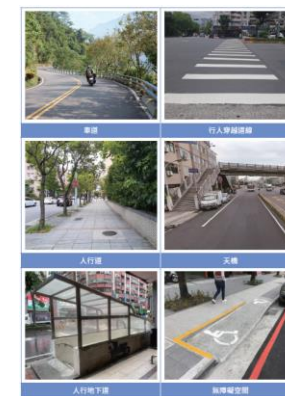 車道
行人穿越道線
人行道
天橋
人行地下道
無障礙空間